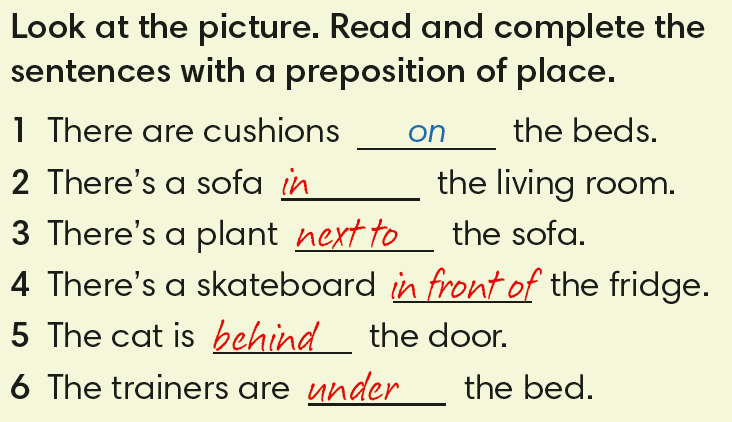 Look at the picture. Read and complete the
sentences with a preposition of place.
1 There are cushions on the beds.
2 There's a sofa in the living room.
3 There's a plant next to the sofa.
4 There's a skateboard in front of the fridge.
5 The cat is behind the door.
6 The trainers are under the bed.